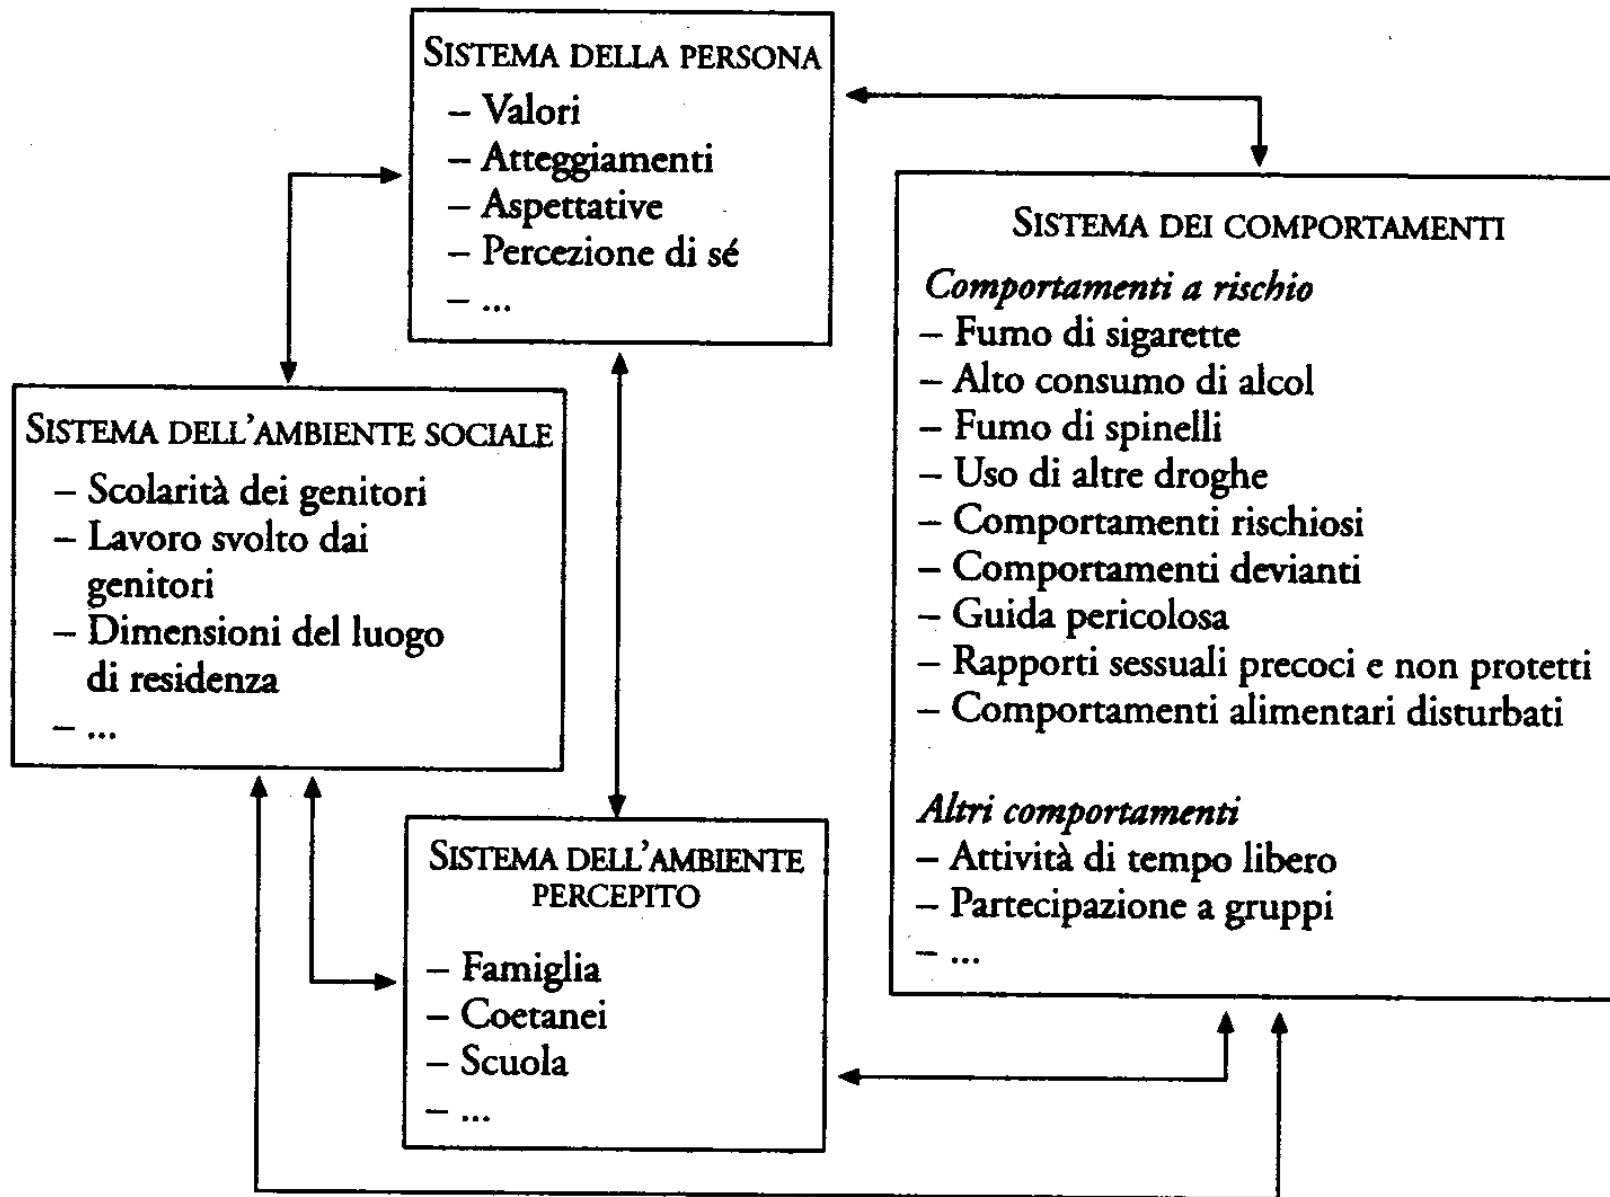 SISTEMA DELLA PERSONA
– Valori
– Atteggiamenti
– Aspettative
– Percezione di sé
– ...
SISTEMA DELL'AMBIENTE SOCIALE
– Scolarità dei genitori
– Lavoro svolto dai
genitori
– Dimensioni del luogo
di residenza
– ...
SISTEMA DELL'AMBIENTE
PERCEPITO
– Famiglia
– Coetanei
– Scuola
– ...
SISTEMA DEI COMPORTAMENTI
Comportamenti a rischio
– Fumo di sigarette
– Alto consumo di alcol
– Fumo di spinelli
– Uso di altre droghe
– Comportamenti rischiosi
– Comportamenti devianti
– Guida pericolosa
– Rapporti sessuali precoci e non protetti
– Comportamenti alimentari disturbati
Altri comportamenti
– Attività di tempo libero
– Partecipazione a gruppi
– ...